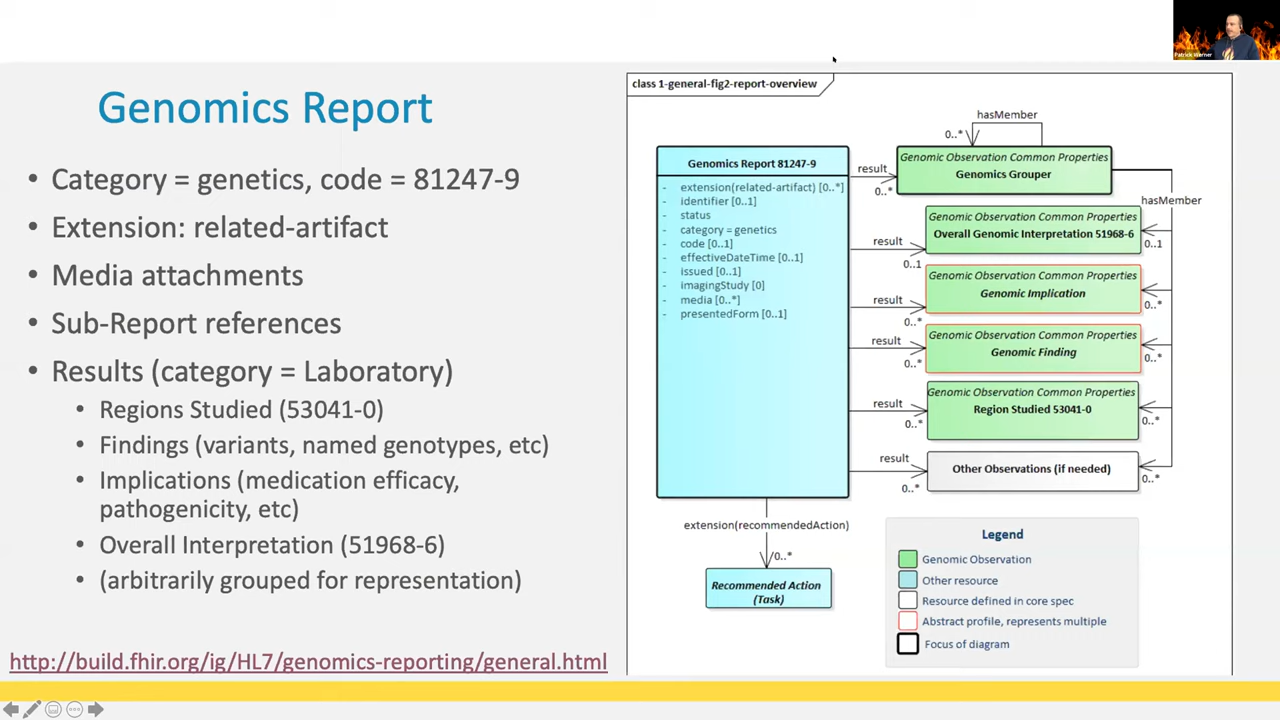 Patrick Werner
Genomics Report
• Category = genetics, code = 81247-9
• Extension: related-artifact
• Media attachments
• Sub-Report references
• Results (category = Laboratory)
• Regions Studied (53041-0)
• Findings (variants, named genotypes, etc)
• Implications (medication efficacy,
pathogenicity, etc)
• Overall Interpretation (51968-6)
• (arbitrarily grouped for representation)
http://build.fhir.org/ig/HL7/genomics-reporting/general.html
class 1-general-fig2-report-overview
Genomics Report 81247-9
- extension(related-artifact) [0..*]
- identifier [0..1]
- status
- category = genetics
- code [0..1]
- effectiveDateTime [0..1]
- issued [0..1]
- imagingStudy [0]
- media [0..*]
- presentedForm [0..1]
hasMember
0..*
result
0..*
Genomic Observation Common Properties
Genomics Grouper
hasMember
result
0..1
Genomic Observation Common Properties
Overall Genomic Interpretation 51968-6
0..1
result
0..*
Genomic Observation Common Properties
Genomic Implication
0..*
result
0..*
Genomic Observation Common Properties
Genomic Finding
0..*
result
0..*
Genomic Observation Common Properties
Region Studied 53041-0
0..*
result
0..*
Other Observations (if needed)
0..*
extension(recommendedAction)
/0..*
Recommended Action
(Task)
Legend
Genomic Observation
Other resource
Resource defined in core spec
Abstract profile, represents multiple
Focus of diagram